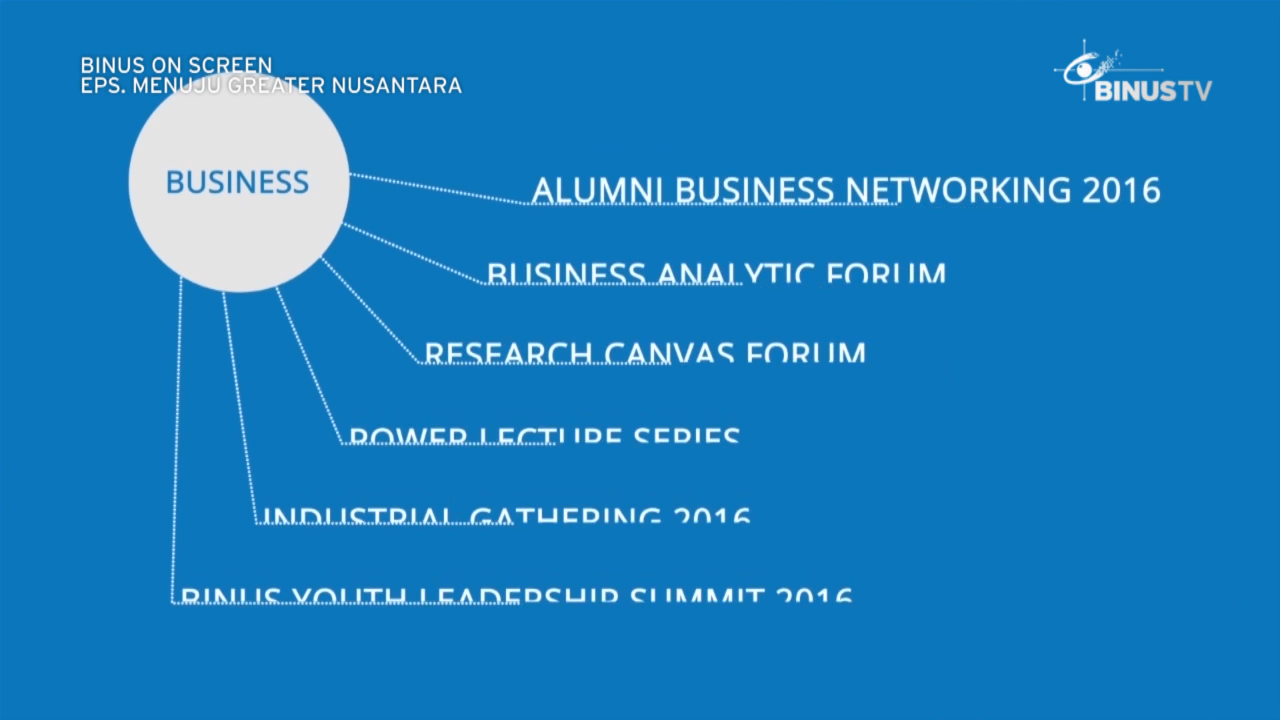 BINUS ON SCREEN
EPS. MENUJU GREATER NUSANTARA
BINUSTV
BUSINESS
ALUMNI BUSINESS NETWORKING 2016
BUSINESS ANALYTIC FORUM
RESEARCH CANVAS FORUM
POWER LECTURE SERIES
INDUSTRIAL GATHERING 2016
BINUS YOUTH LEADERSHIP SUMMIT 2016